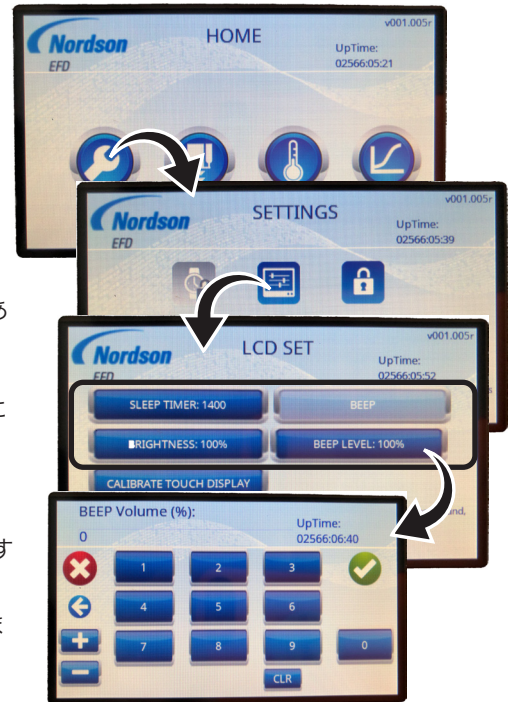 Nordson
EFD
HOME
v001.005r
UpTime:
02566:05:21
Nordson
EFD
SETTINGS
v001.005r
UpTime:
02566:05:39
Nordson
LCD SET
v001.005r
UpTime:
02566:05:52
SLEEP TIMER: 1400
BEEP
BRIGHTNESS: 100%
BEEP LEVEL: 100%
CALIBRATE TOUCH DISPLAY
BEEP Volume (%):
0
UpTime:
02566:06:40
1 2 3
4 5 6
7 8 9 0
CLR
す